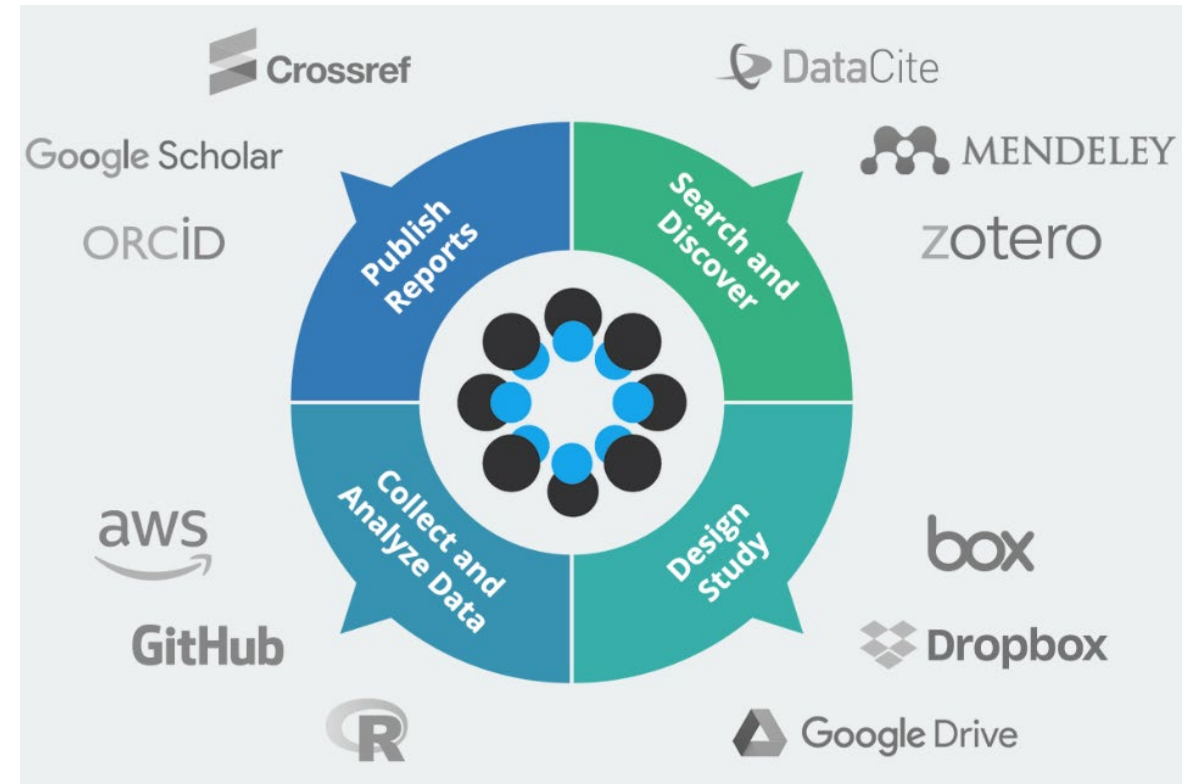 Crossref
DataCite
Google Scholar
MENDELEY
ORCID
zotero
Publish
Reports
Search and
Discover
Collect and
Analyze Data
Design
Study
aws
box
GitHub
Dropbox
R
Google Drive